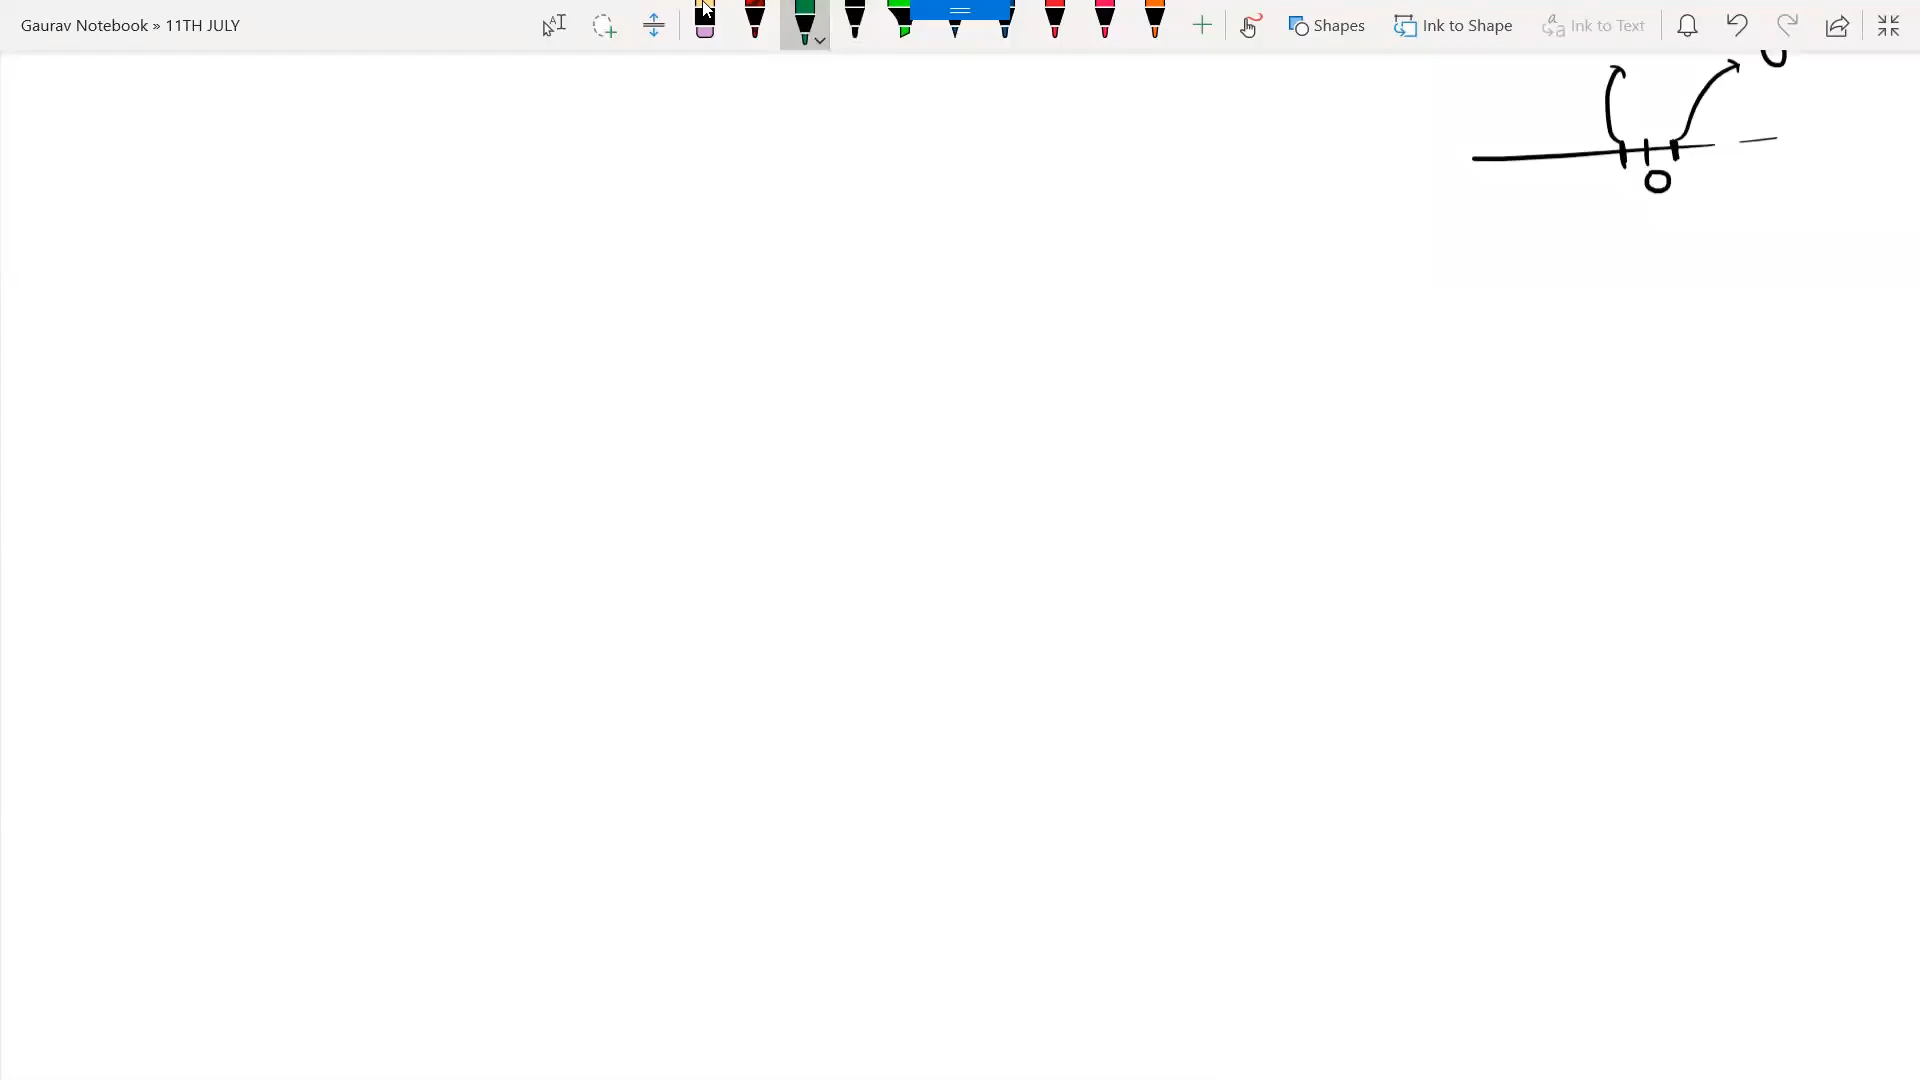 Gaurav Notebook » 11TH JULY
Shapes
Ink to Shape
Ink to Text
0